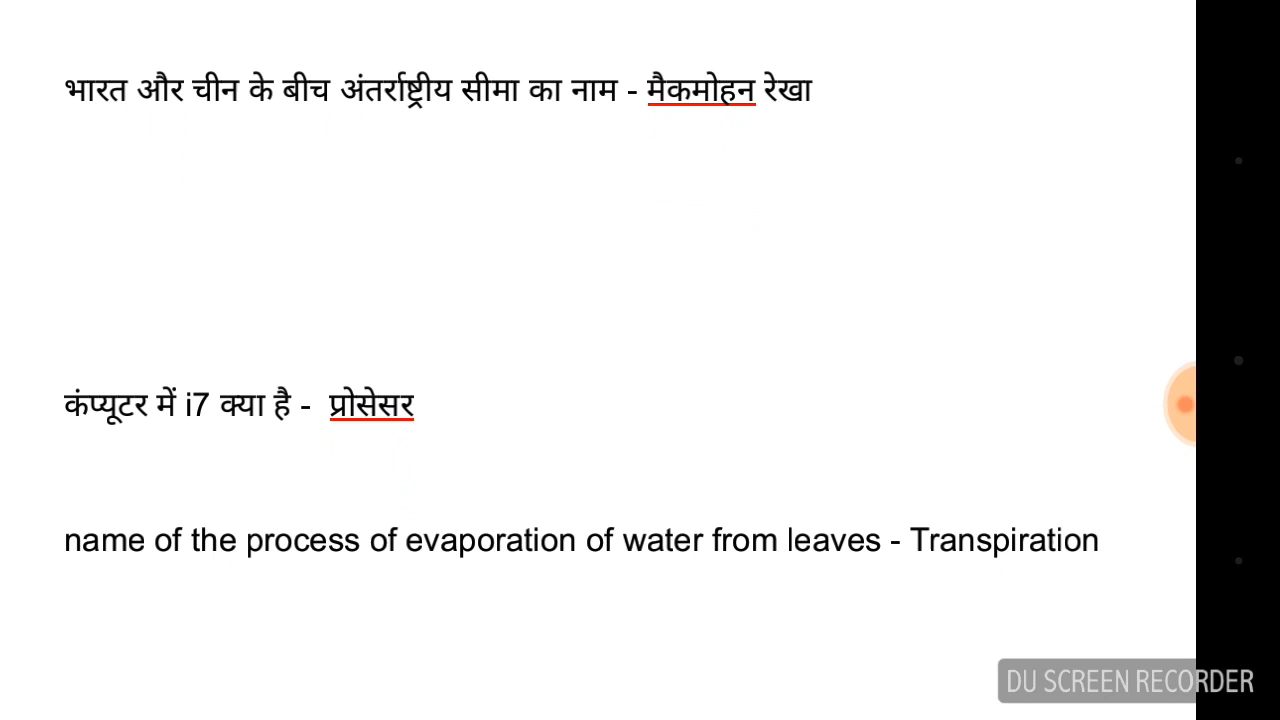 भारत और चीन के बीच अंतर्राष्ट्रीय सीमा का नाम - मैकमोहन रेखा
कंप्यूटर में i7 क्या है - प्रोसेसर
name of the process of evaporation of water from leaves - Transpiration
DU SCREEN RECORDER